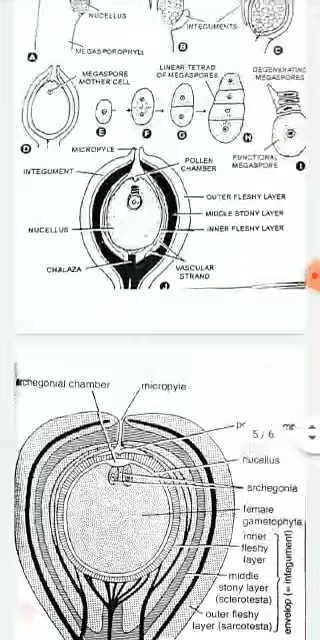 NUCELLUS
INTEGUMENTS
MEGASPOROPHYLL
A
B
C
MEGASPORE
MOTHER CELL
LINEAR TETRAD
OF MEGASPORES
DEGENERATING
MEGASPORES
D
E
F
G
H
FUNCTIONAL
MEGASPORE
I
MICROPYLE
POLLEN
CHAMBER
INTEGUMENT
OUTER FLESHY LAYER
MIDDLE STONY LAYER
INNER FLESHY LAYER
NUCELLUS
CHALAZA
VASCULAR
STRAND
J
archegonial chamber
micropyle
5 / 6
nucellus
archegonia
female
gametophyte
inner
fleshy
layer
middle
stony layer
(sclerotesta)
outer fleshy
layer (sarcotesta)
envelop (= integument)